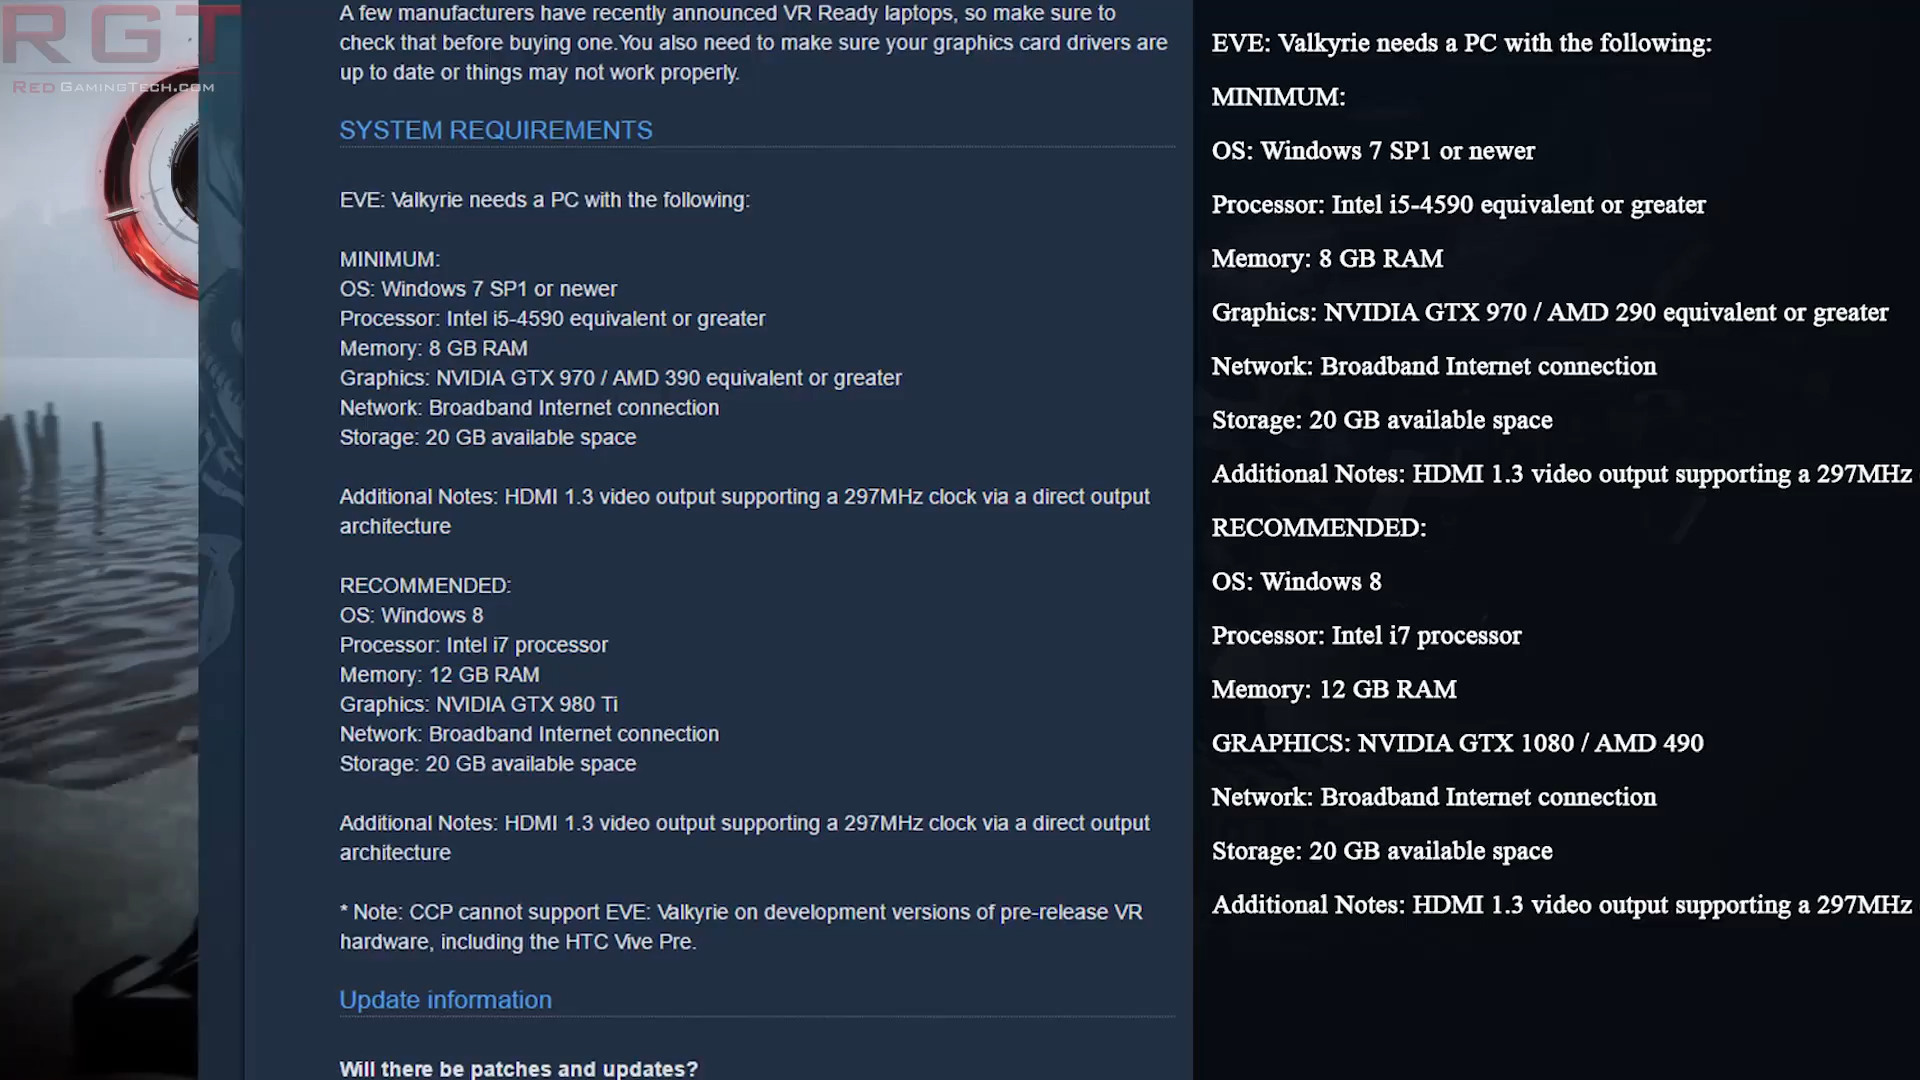 RGT
RED GAMINGTECH.COM
A few manufacturers have recently announced VR Ready laptops, so make sure to
check that before buying one.You also need to make sure your graphics card drivers are
up to date or things may not work properly.
SYSTEM REQUIREMENTS
EVE: Valkyrie needs a PC with the following:
MINIMUM:
OS: Windows 7 SP1 or newer
Processor: Intel i5-4590 equivalent or greater
Memory: 8 GB RAM
Graphics: NVIDIA GTX 970 / AMD 390 equivalent or greater
Network: Broadband Internet connection
Storage: 20 GB available space
Additional Notes: HDMI 1.3 video output supporting a 297MHz clock via a direct output
architecture
RECOMMENDED:
OS: Windows 8
Processor: Intel i7 processor
Memory: 12 GB RAM
Graphics: NVIDIA GTX 980 Ti
Network: Broadband Internet connection
Storage: 20 GB available space
Additional Notes: HDMI 1.3 video output supporting a 297MHz clock via a direct output
architecture
* Note: CCP cannot support EVE: Valkyrie on development versions of pre-release VR
hardware, including the HTC Vive Pre.
Update information
Will there be patches and updates?
EVE: Valkyrie needs a PC with the following:
MINIMUM:
OS: Windows 7 SP1 or newer
Processor: Intel i5-4590 equivalent or greater
Memory: 8 GB RAM
Graphics: NVIDIA GTX 970 / AMD 290 equivalent or greater
Network: Broadband Internet connection
Storage: 20 GB available space
Additional Notes: HDMI 1.3 video output supporting a 297MHz
RECOMMENDED:
OS: Windows 8
Processor: Intel i7 processor
Memory: 12 GB RAM
GRAPHICS: NVIDIA GTX 1080 / AMD 490
Network: Broadband Internet connection
Storage: 20 GB available space
Additional Notes: HDMI 1.3 video output supporting a 297MHz